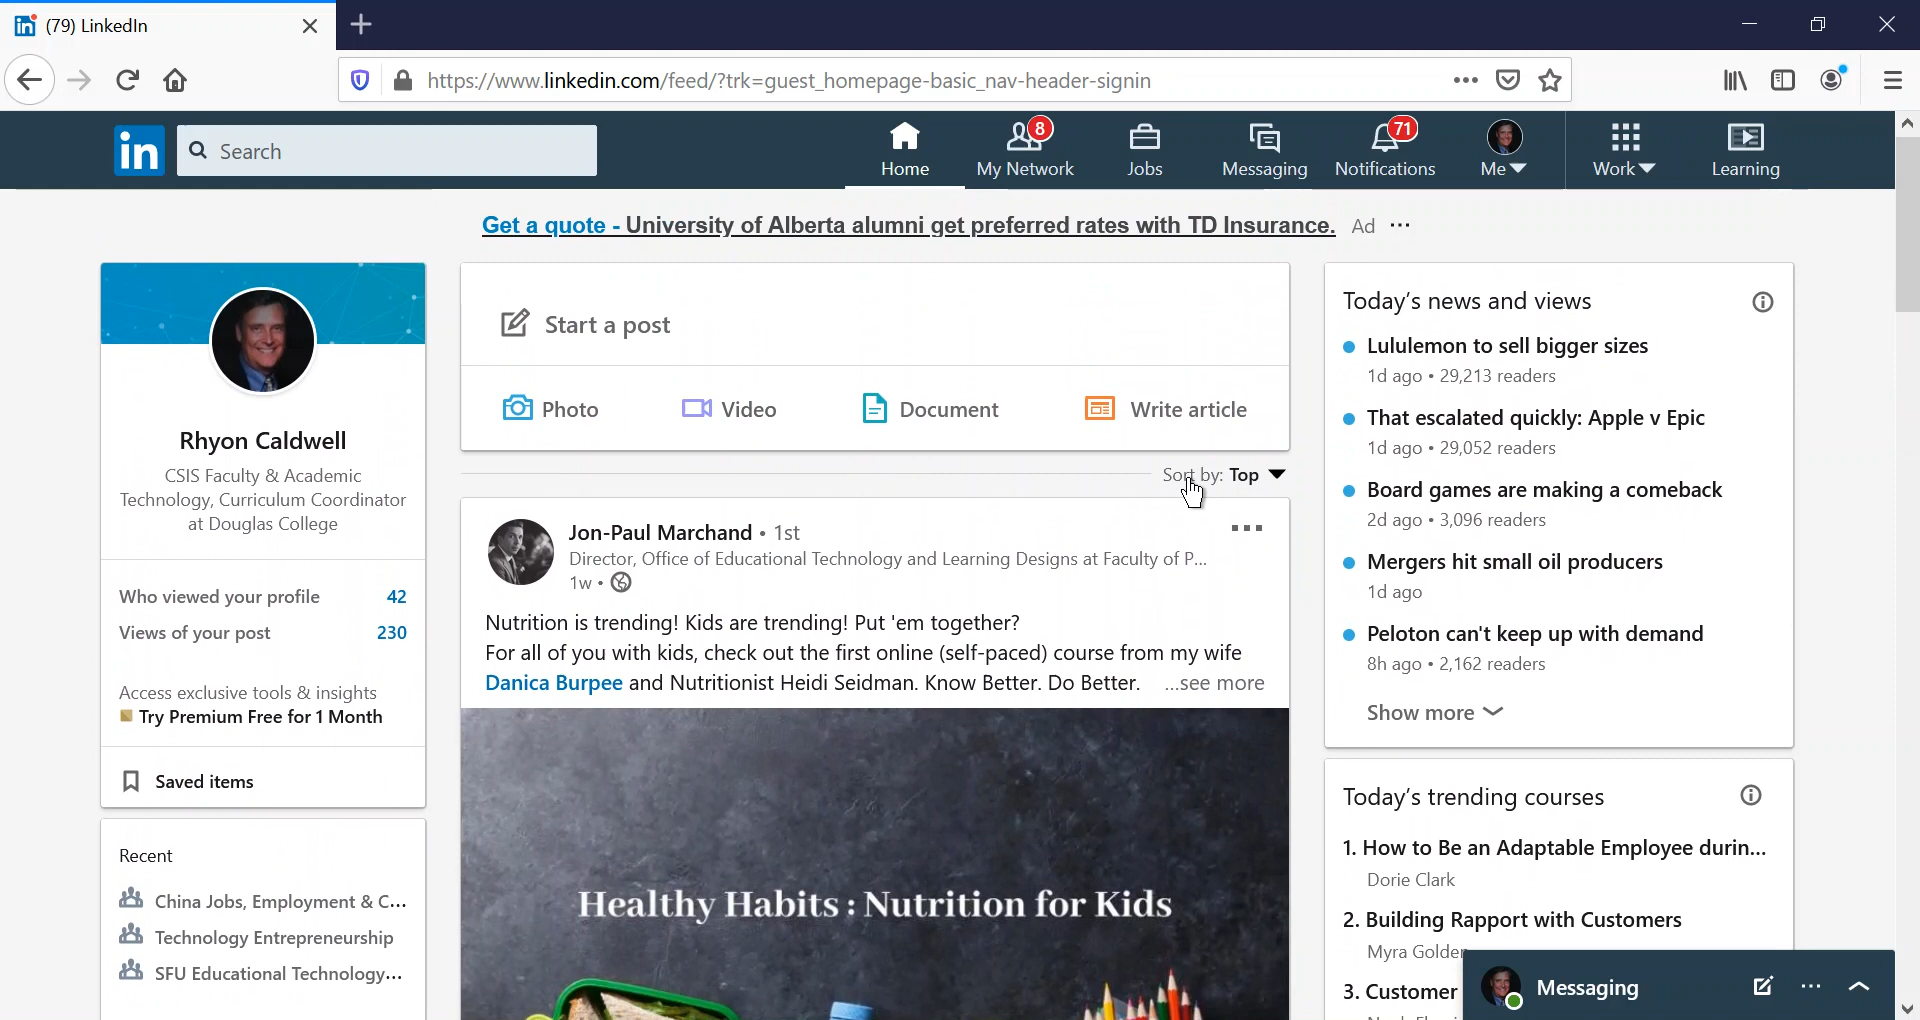 (79) LinkedIn
https://www.linkedin.com/feed/?trk=guest_homepage-basic_nav-header-signin
in
Search
Home
8
My Network
Jobs
Messaging
71
Notifications
Me
Work
Learning
Get a quote - University of Alberta alumni get preferred rates with TD Insurance. Ad
Rhyon Caldwell
CSIS Faculty & Academic
Technology, Curriculum Coordinator
at Douglas College
Who viewed your profile 42
Views of your post 230
Access exclusive tools & insights
Try Premium Free for 1 Month
Saved items
Recent
China Jobs, Employment & C...
Technology Entrepreneurship
SFU Educational Technology...
Start a post
Photo Video Document Write article
Sort by: Top
Jon-Paul Marchand • 1st
Director, Office of Educational Technology and Learning Designs at Faculty of P...
1w •
Nutrition is trending! Kids are trending! Put 'em together?
For all of you with kids, check out the first online (self-paced) course from my wife
Danica Burpee and Nutritionist Heidi Seidman. Know Better. Do Better. ...see more
Healthy Habits : Nutrition for Kids
Today's news and views
Lululemon to sell bigger sizes
1d ago • 29,213 readers
That escalated quickly: Apple v Epic
1d ago • 29,052 readers
Board games are making a comeback
2d ago • 3,096 readers
Mergers hit small oil producers
1d ago
Peloton can't keep up with demand
8h ago • 2,162 readers
Show more
Today's trending courses
1. How to Be an Adaptable Employee durin...
Dorie Clark
2. Building Rapport with Customers
Myra Golden
3. Customer
Messaging